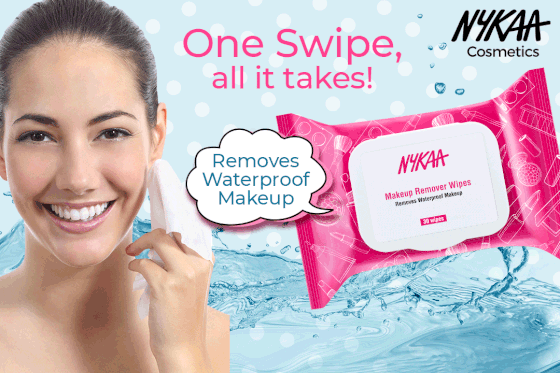 NYKAA
Cosmetics
One Swipe,
all it takes!
Removes
Waterproof
Makeup
NYKAA
Makeup Remover Wipes
Removes Waterproof Makeup
30 wipes